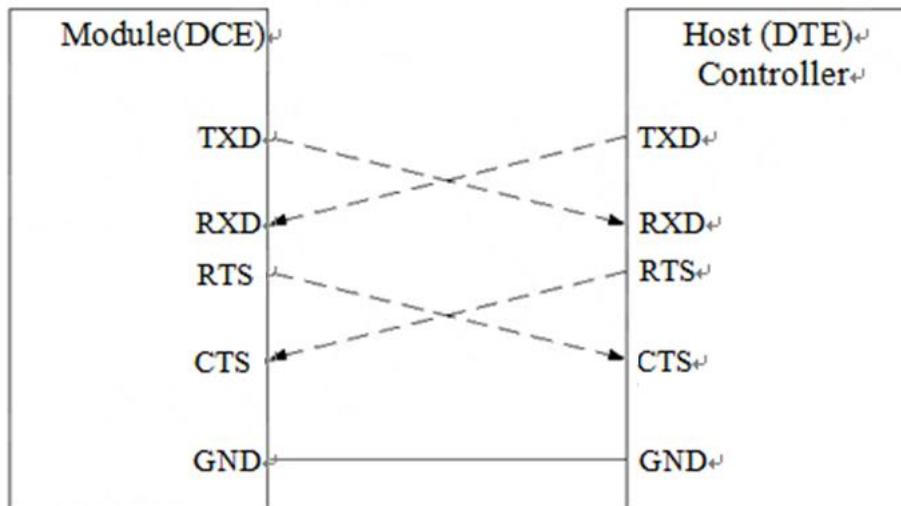 Module(DCE)↵
Host (DTE)↵
Controller↵
TXD
TXD↵
RXD
RXD↵
RTS
RTS↵
CTS
CTS↵
GND
GND↵